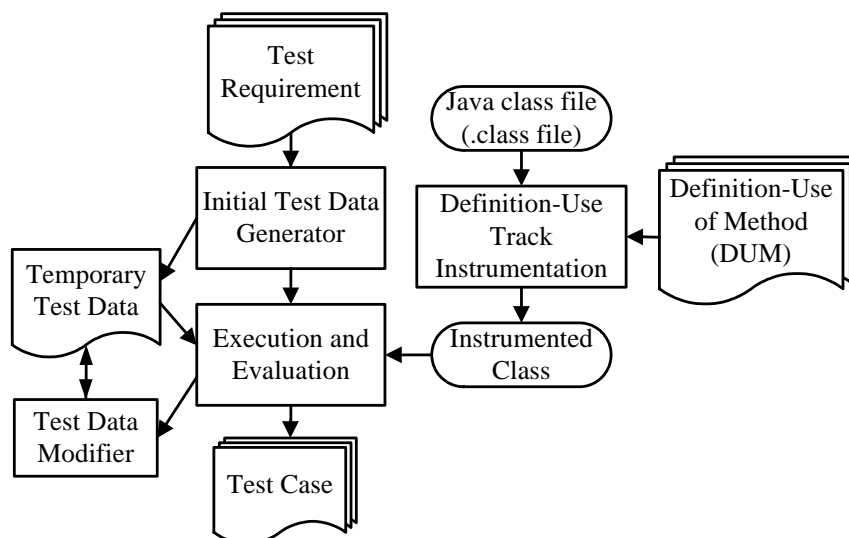 Test
Requirement
Java class file
(.class file)
Initial Test Data
Generator
Definition-Use
Track
Instrumentation
Definition-Use
of Method
(DUM)
Temporary
Test Data
Execution and
Evaluation
Instrumented
Class
Test Data
Modifier
Test Case